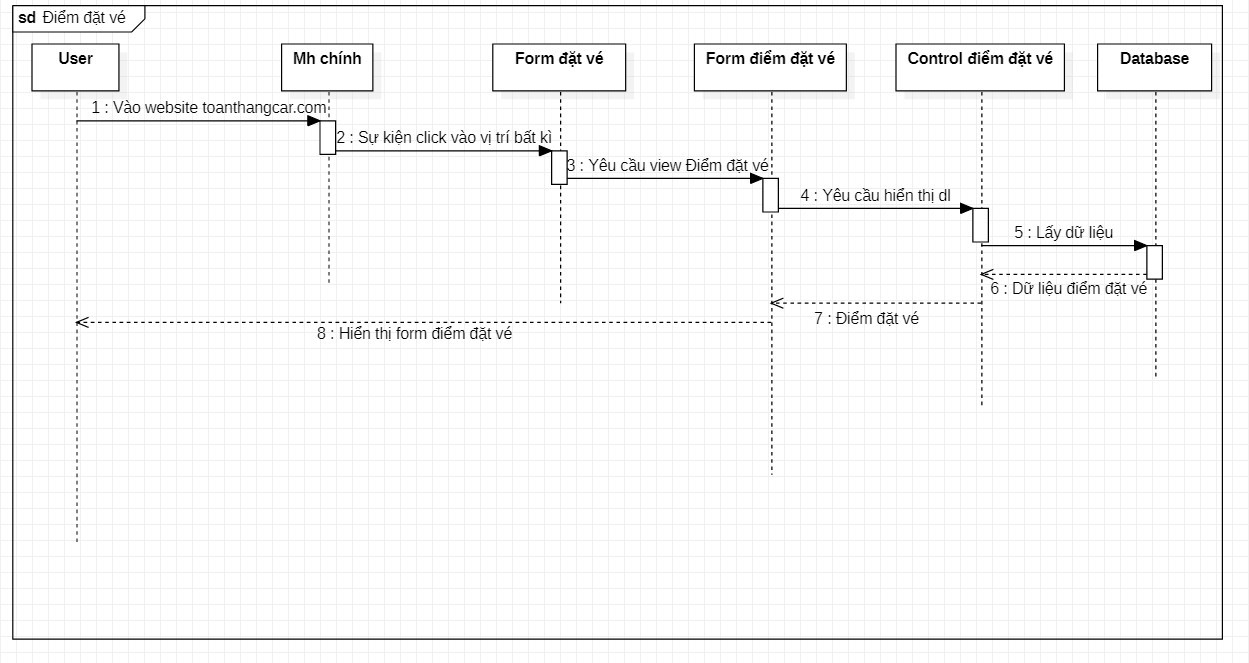 sd Điểm đặt vé
User
Mh chính
Form đặt vé
Form điểm đặt vé
Control điểm đặt vé
Database
1 : Vào website toanthangcar.com
2 : Sự kiện click vào vị trí bất kì
3 : Yêu cầu view Điểm đặt vé
4 : Yêu cầu hiển thị dl
5 : Lấy dữ liệu
6 : Dữ liệu điểm đặt vé
7 : Điểm đặt vé
8 : Hiển thị form điểm đặt vé